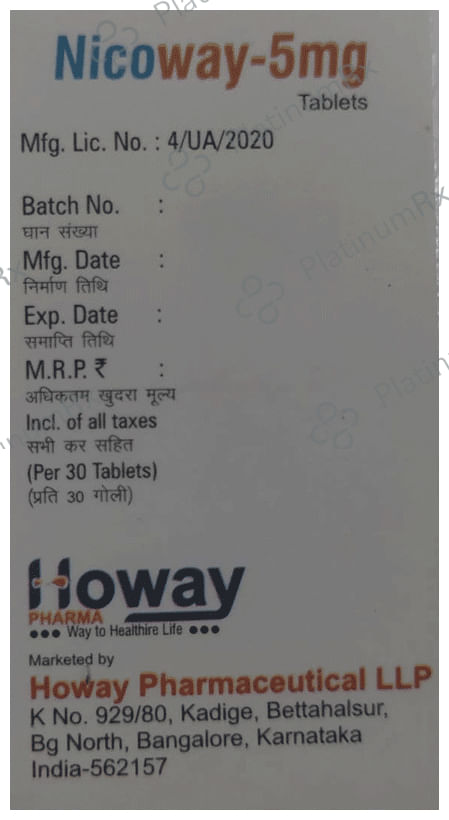 Nicoway-5mg
Tablets
Mfg. Lic. No. : 4/UA/2020
Batch No. :
घान संख्या
Mfg. Date :
निर्माण तिथि
Exp. Date :
समाप्ति तिथि
M.R.P. ₹ :
अधिकतम खुदरा मूल्य
Incl. of all taxes
सभी कर सहित
(Per 30 Tablets)
(प्रति 30 गोली)
Howay
PHARMA
Way to Healthire Life
Marketed by
Howay Pharmaceutical LLP
K No. 929/80, Kadige, Bettahalsur,
Bg North, Bangalore, Karnataka
India-562157
PlatinumRx